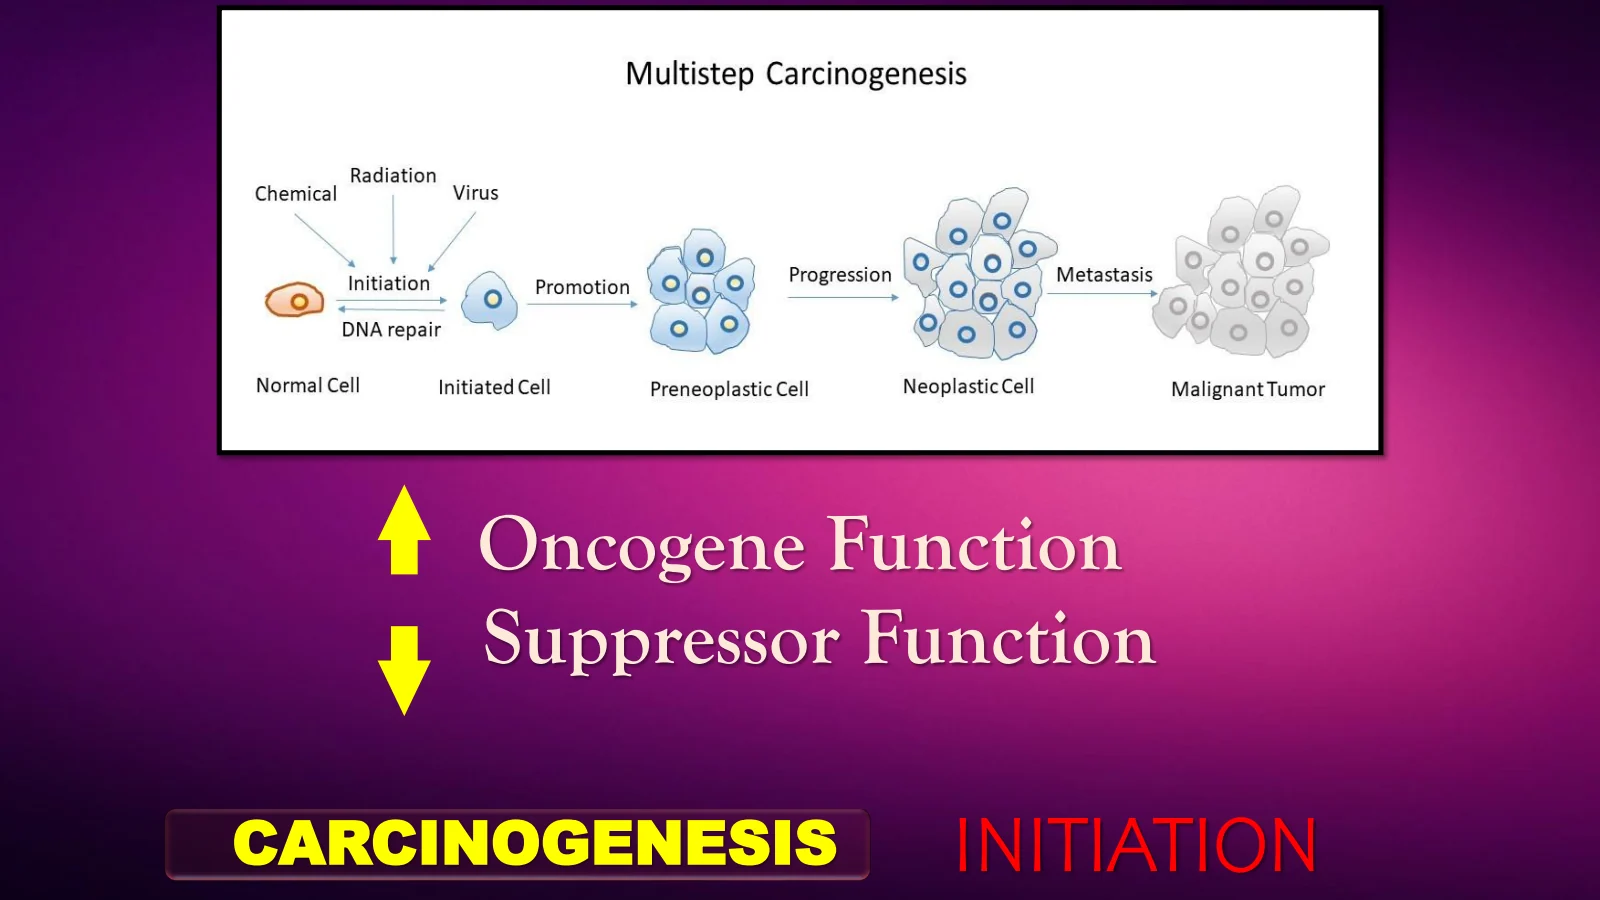 Multistep Carcinogenesis
Chemical
Radiation
Virus
Initiation
DNA repair
Promotion
Progression
Metastasis
Normal Cell
Initiated Cell
Preneoplastic Cell
Neoplastic Cell
Malignant Tumor
Oncogene Function
Suppressor Function
CARCINOGENESIS
INITIATION